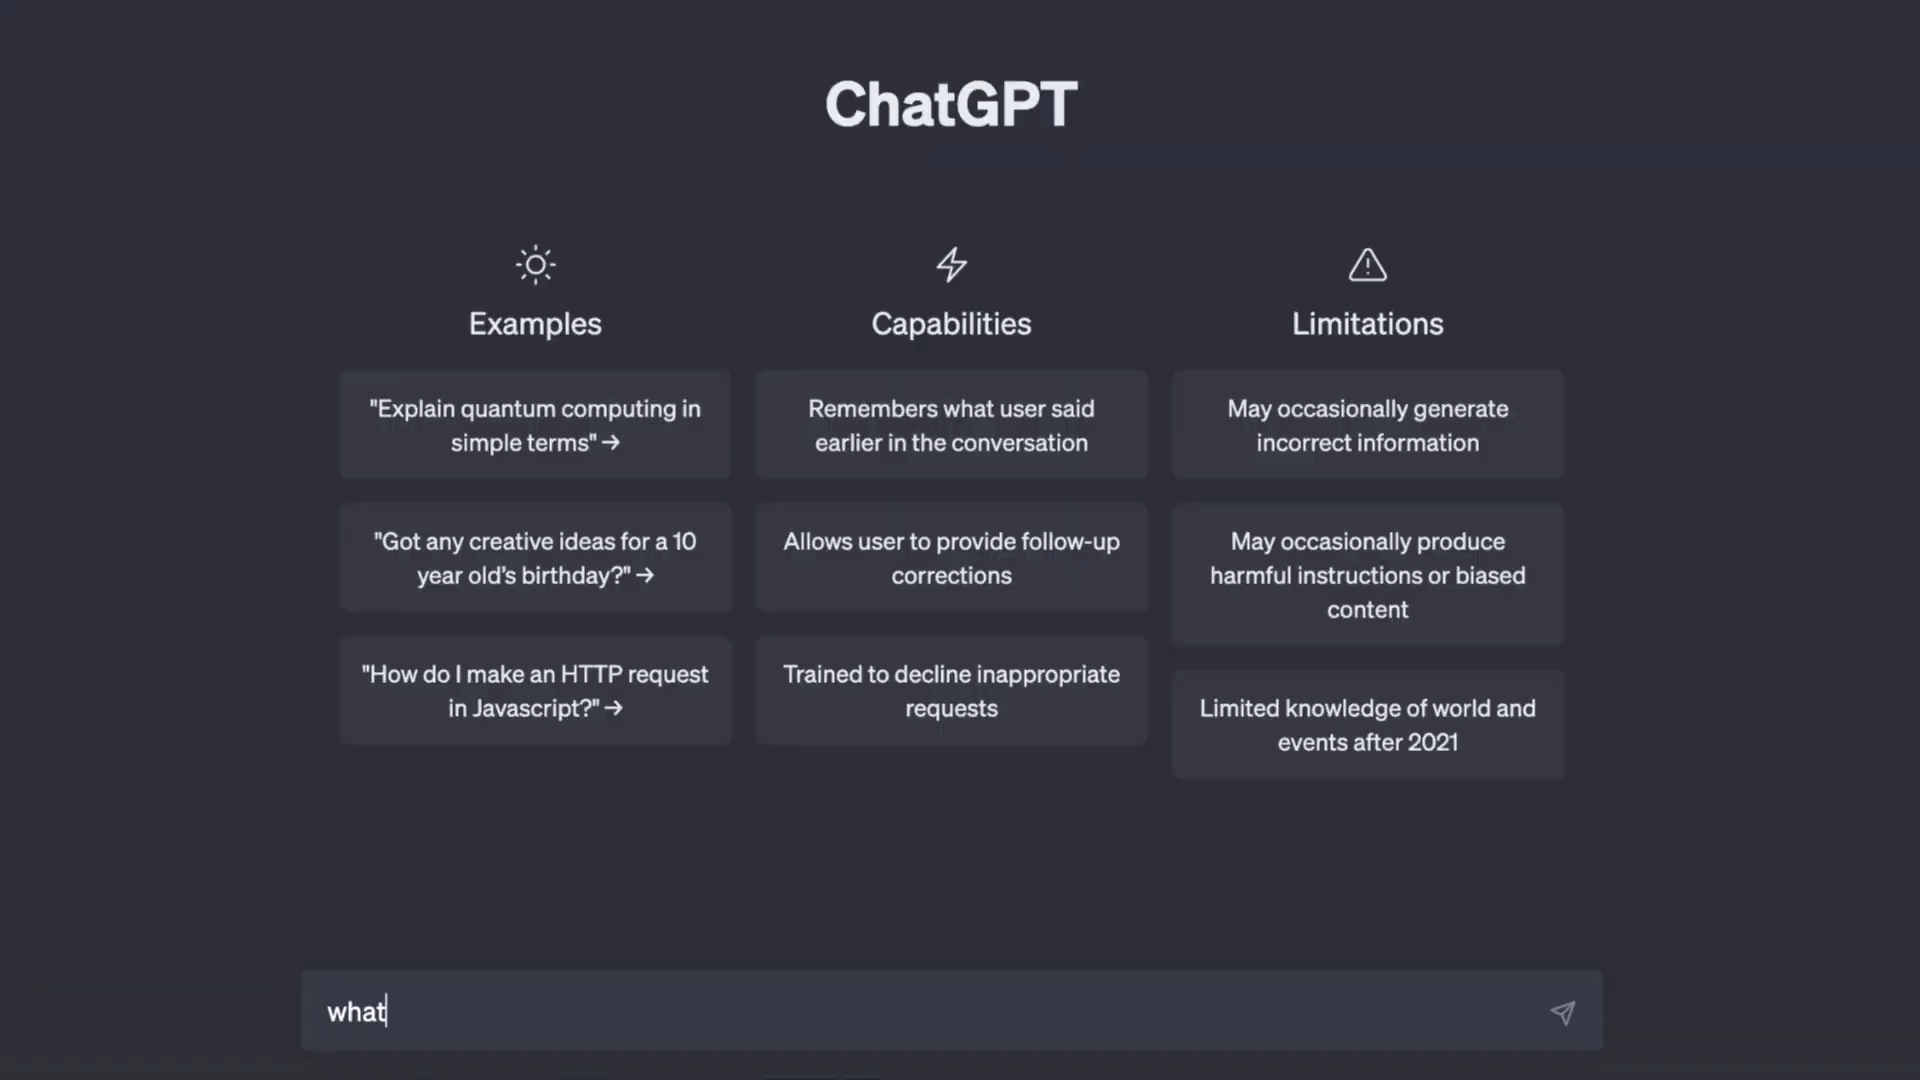 ChatGPT
Examples
"Explain quantum computing in
simple terms" →
"Got any creative ideas for a 10
year old's birthday?" →
"How do I make an HTTP request
in Javascript?" →
Capabilities
Remembers what user said
earlier in the conversation
Allows user to provide follow-up
corrections
Trained to decline inappropriate
requests
Limitations
May occasionally generate
incorrect information
May occasionally produce
harmful instructions or biased
content
Limited knowledge of world and
events after 2021
what